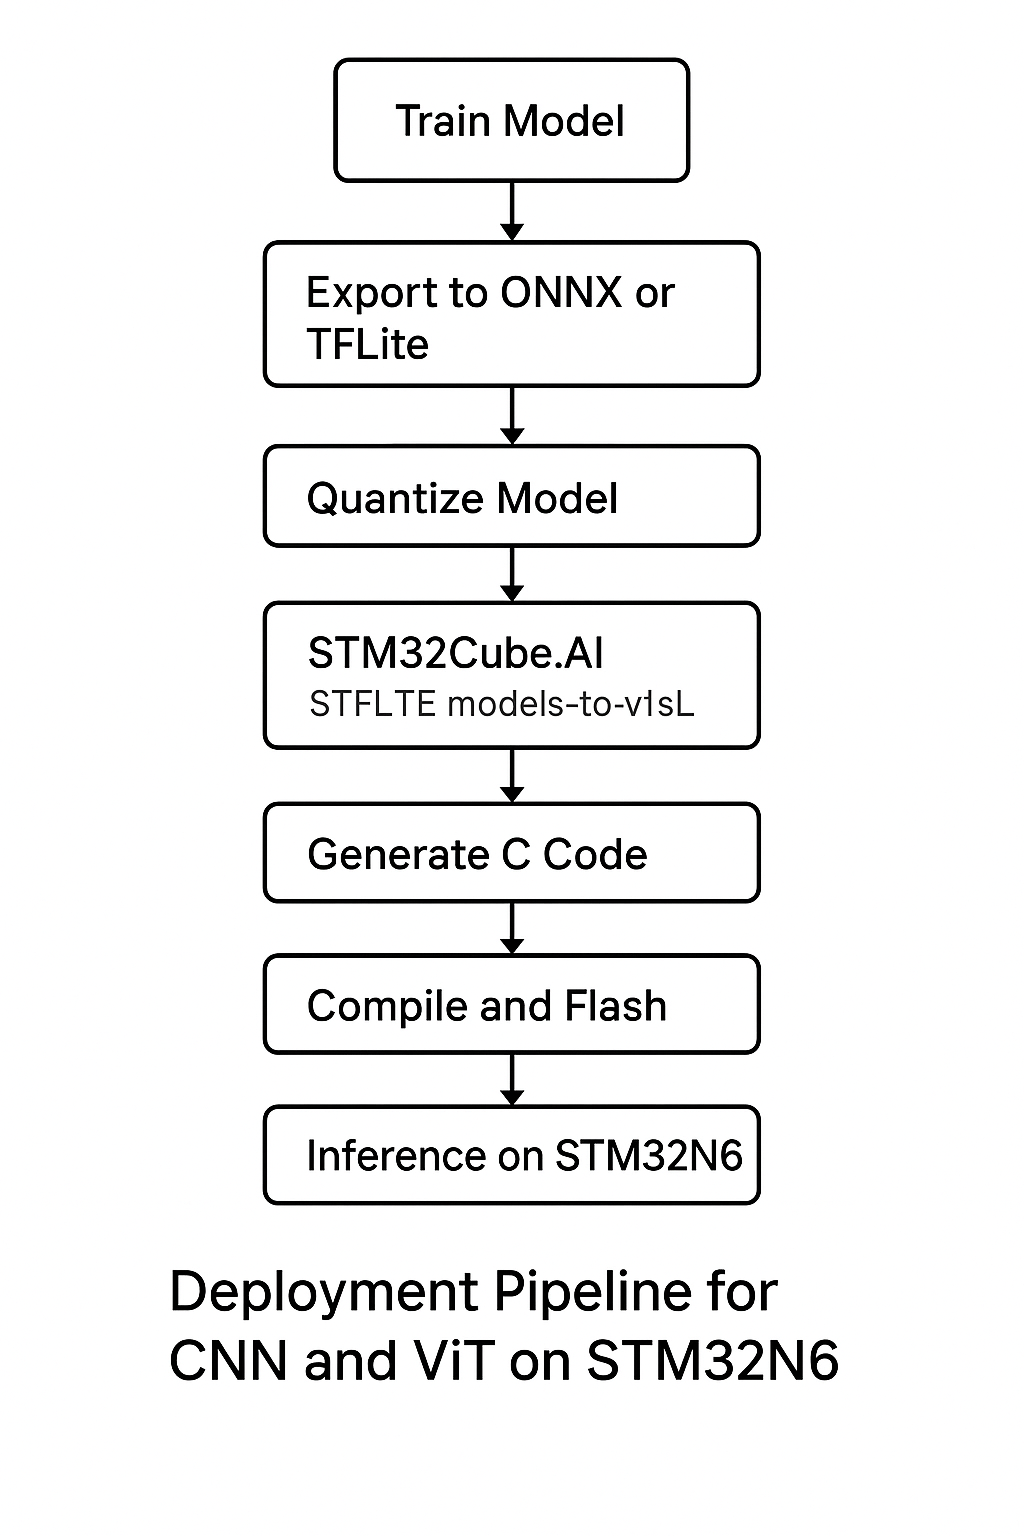 Train Model
Export to ONNX or
TFLite
Quantize Model
STM32Cube.AI
STFLTE models-to-v1sL
Generate C Code
Compile and Flash
Inference on STM32N6
Deployment Pipeline for
CNN and ViT on STM32N6